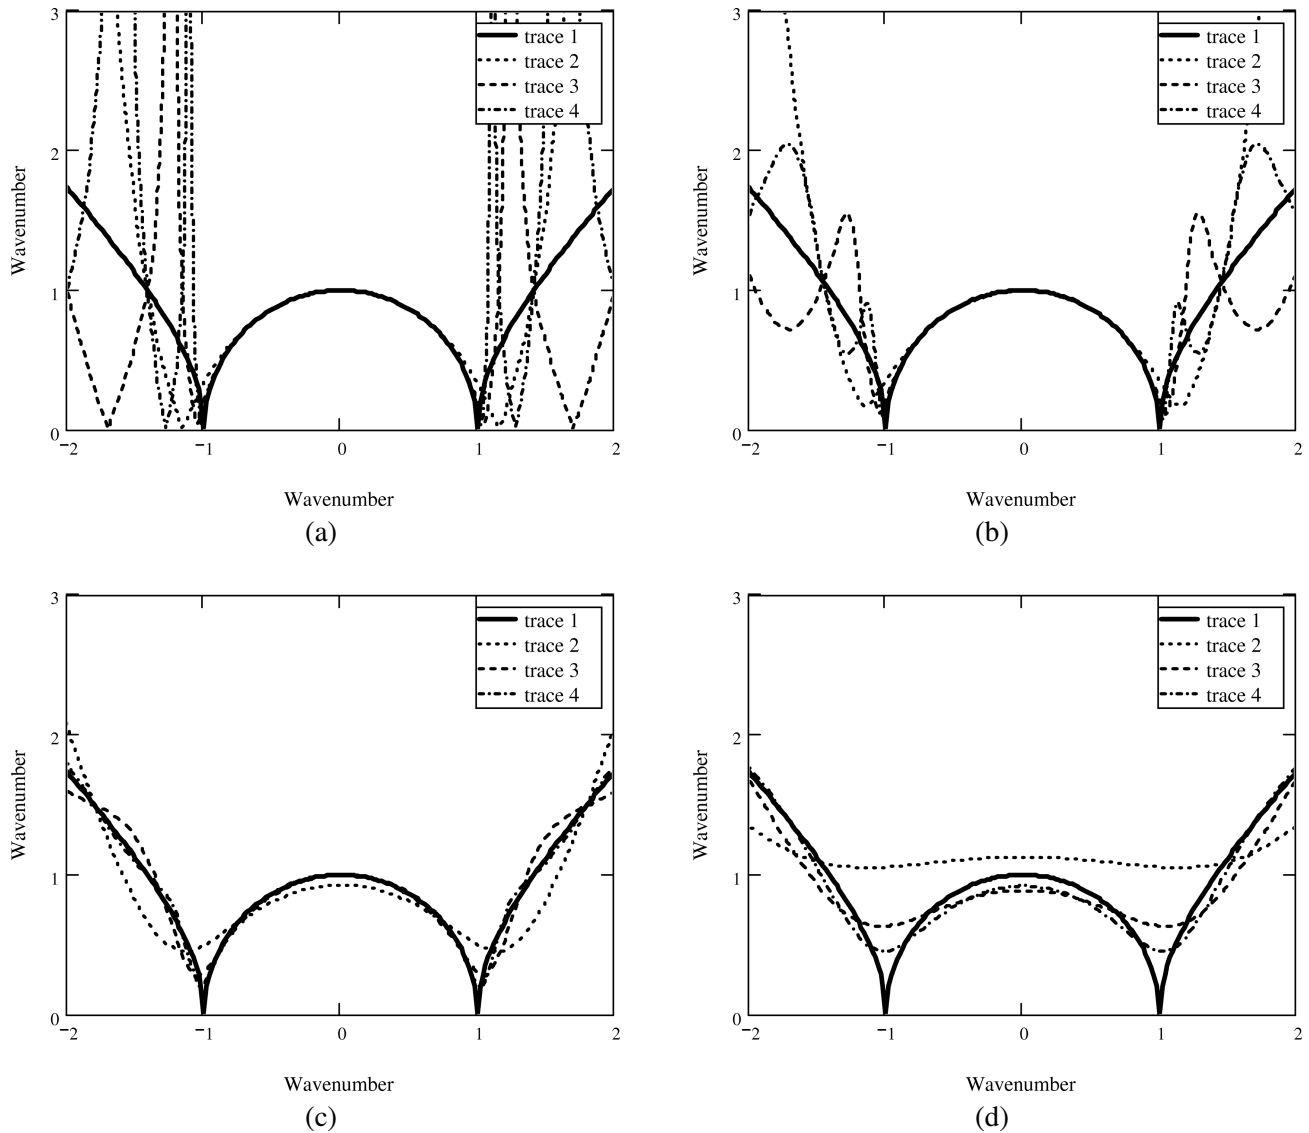 3
2
1
0
−2
−1
0
1
2
Wavenumber
Wavenumber
trace 1
trace 2
trace 3
trace 4
(a)
3
2
1
0
−2
−1
0
1
2
Wavenumber
Wavenumber
trace 1
trace 2
trace 3
trace 4
(b)
3
2
1
0
−2
−1
0
1
2
Wavenumber
Wavenumber
trace 1
trace 2
trace 3
trace 4
(c)
3
2
1
0
−2
−1
0
1
2
Wavenumber
Wavenumber
trace 1
trace 2
trace 3
trace 4
(d)